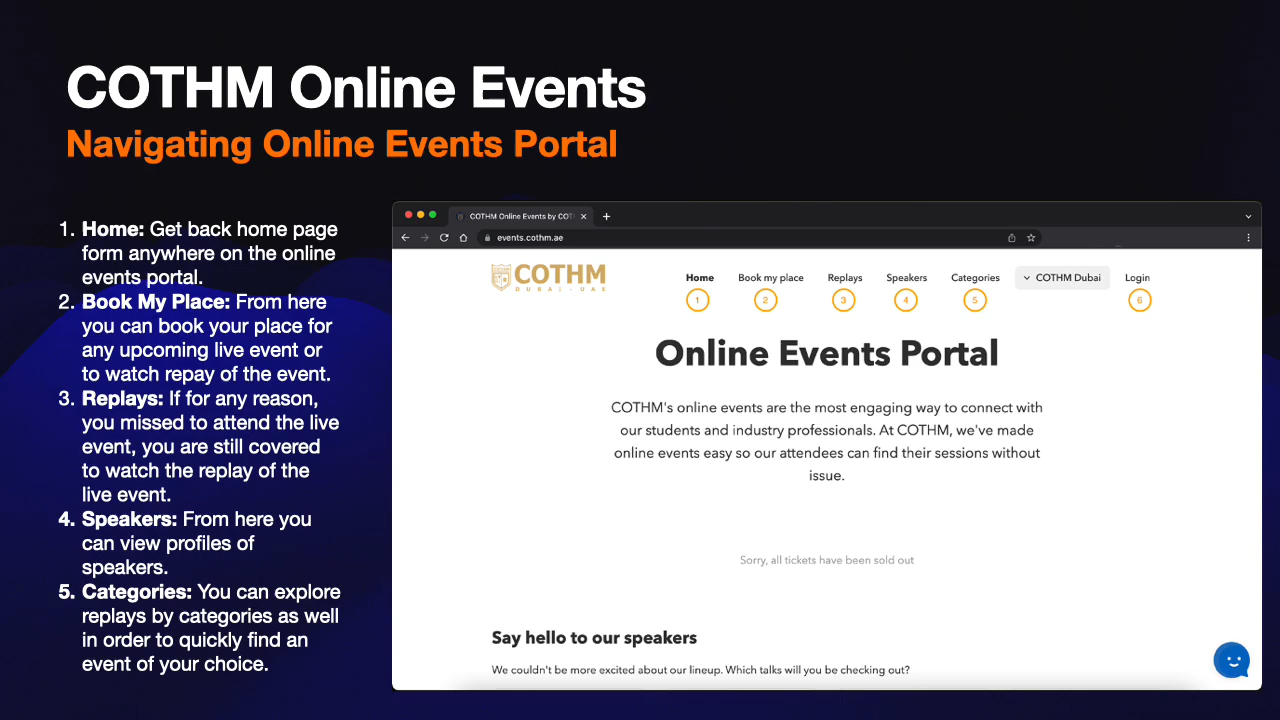 COTHM Online Events
Navigating Online Events Portal
1. Home: Get back home page
form anywhere on the online
events portal.
2. Book My Place: From here
you can book your place for
any upcoming live event or
to watch repay of the event.
3. Replays: If for any reason,
you missed to attend the live
event, you are still covered
to watch the replay of the
live event.
4. Speakers: From here you
can view profiles of
speakers.
5. Categories: You can explore
replays by categories as well
in order to quickly find an
event of your choice.
COTHM Online Events by COT
events.cothm.ae
COTHM
DUBAI - UAE
Home Book my place Replays Speakers Categories COTHM Dubai Login
1 2 3 4 5 6
Online Events Portal
COTHM's online events are the most engaging way to connect with
our students and industry professionals. At COTHM, we've made
online events easy so our attendees can find their sessions without
issue.
Sorry, all tickets have been sold out
Say hello to our speakers
We couldn't be more excited about our lineup. Which talks will you be checking out?